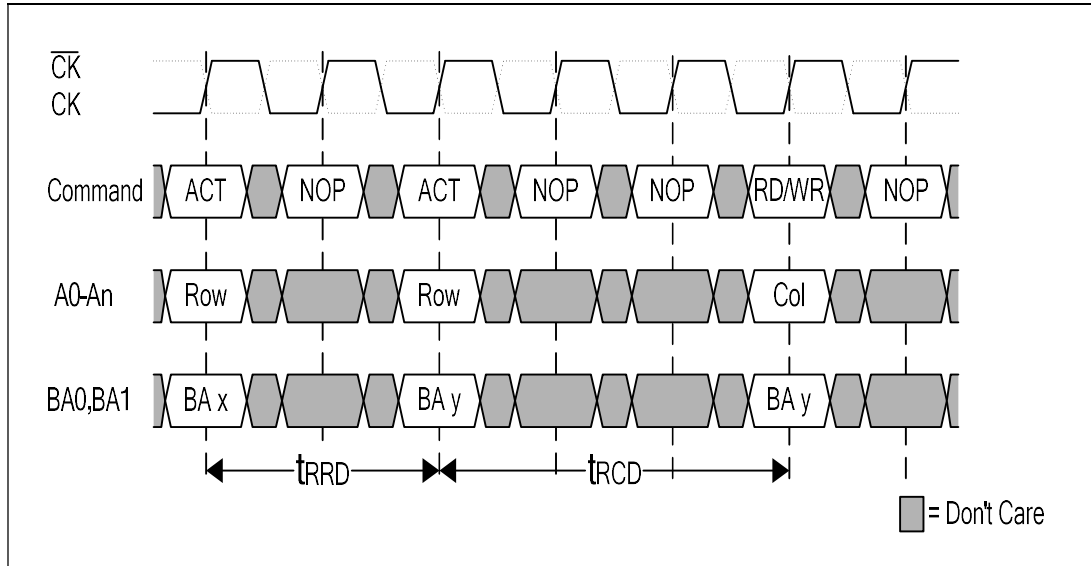 C̅K̅
CK
Command ACT NOP ACT NOP NOP RD/WR NOP
A0-An Row Row Col
BA0,BA1 BA x BA y BA y
tRRD tRCD
= Don't Care